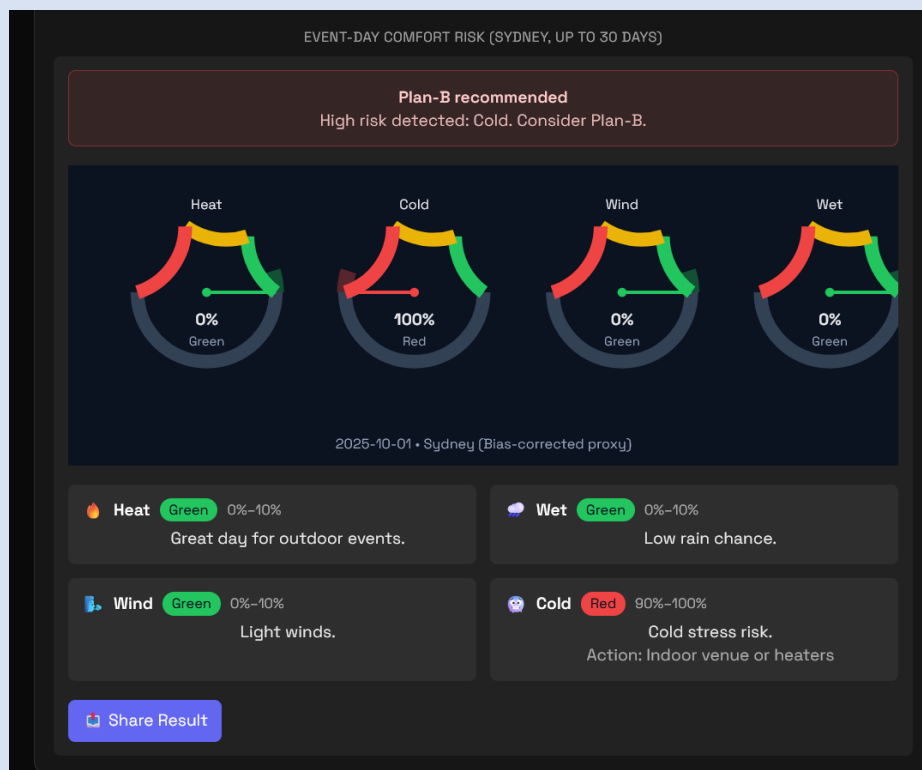 EVENT-DAY COMFORT RISK (SYDNEY, UP TO 30 DAYS)
Plan-B recommended
High risk detected: Cold. Consider Plan-B.
Heat
Cold
Wind
Wet
0%
100%
0%
0%
Green
Red
Green
Green
2025-10-01 • Sydney (Bias-corrected proxy)
Heat Green 0%–10%
Great day for outdoor events.
Wet Green 0%–10%
Low rain chance.
Wind Green 0%–10%
Light winds.
Cold Red 90%–100%
Cold stress risk.
Action: Indoor venue or heaters
Share Result